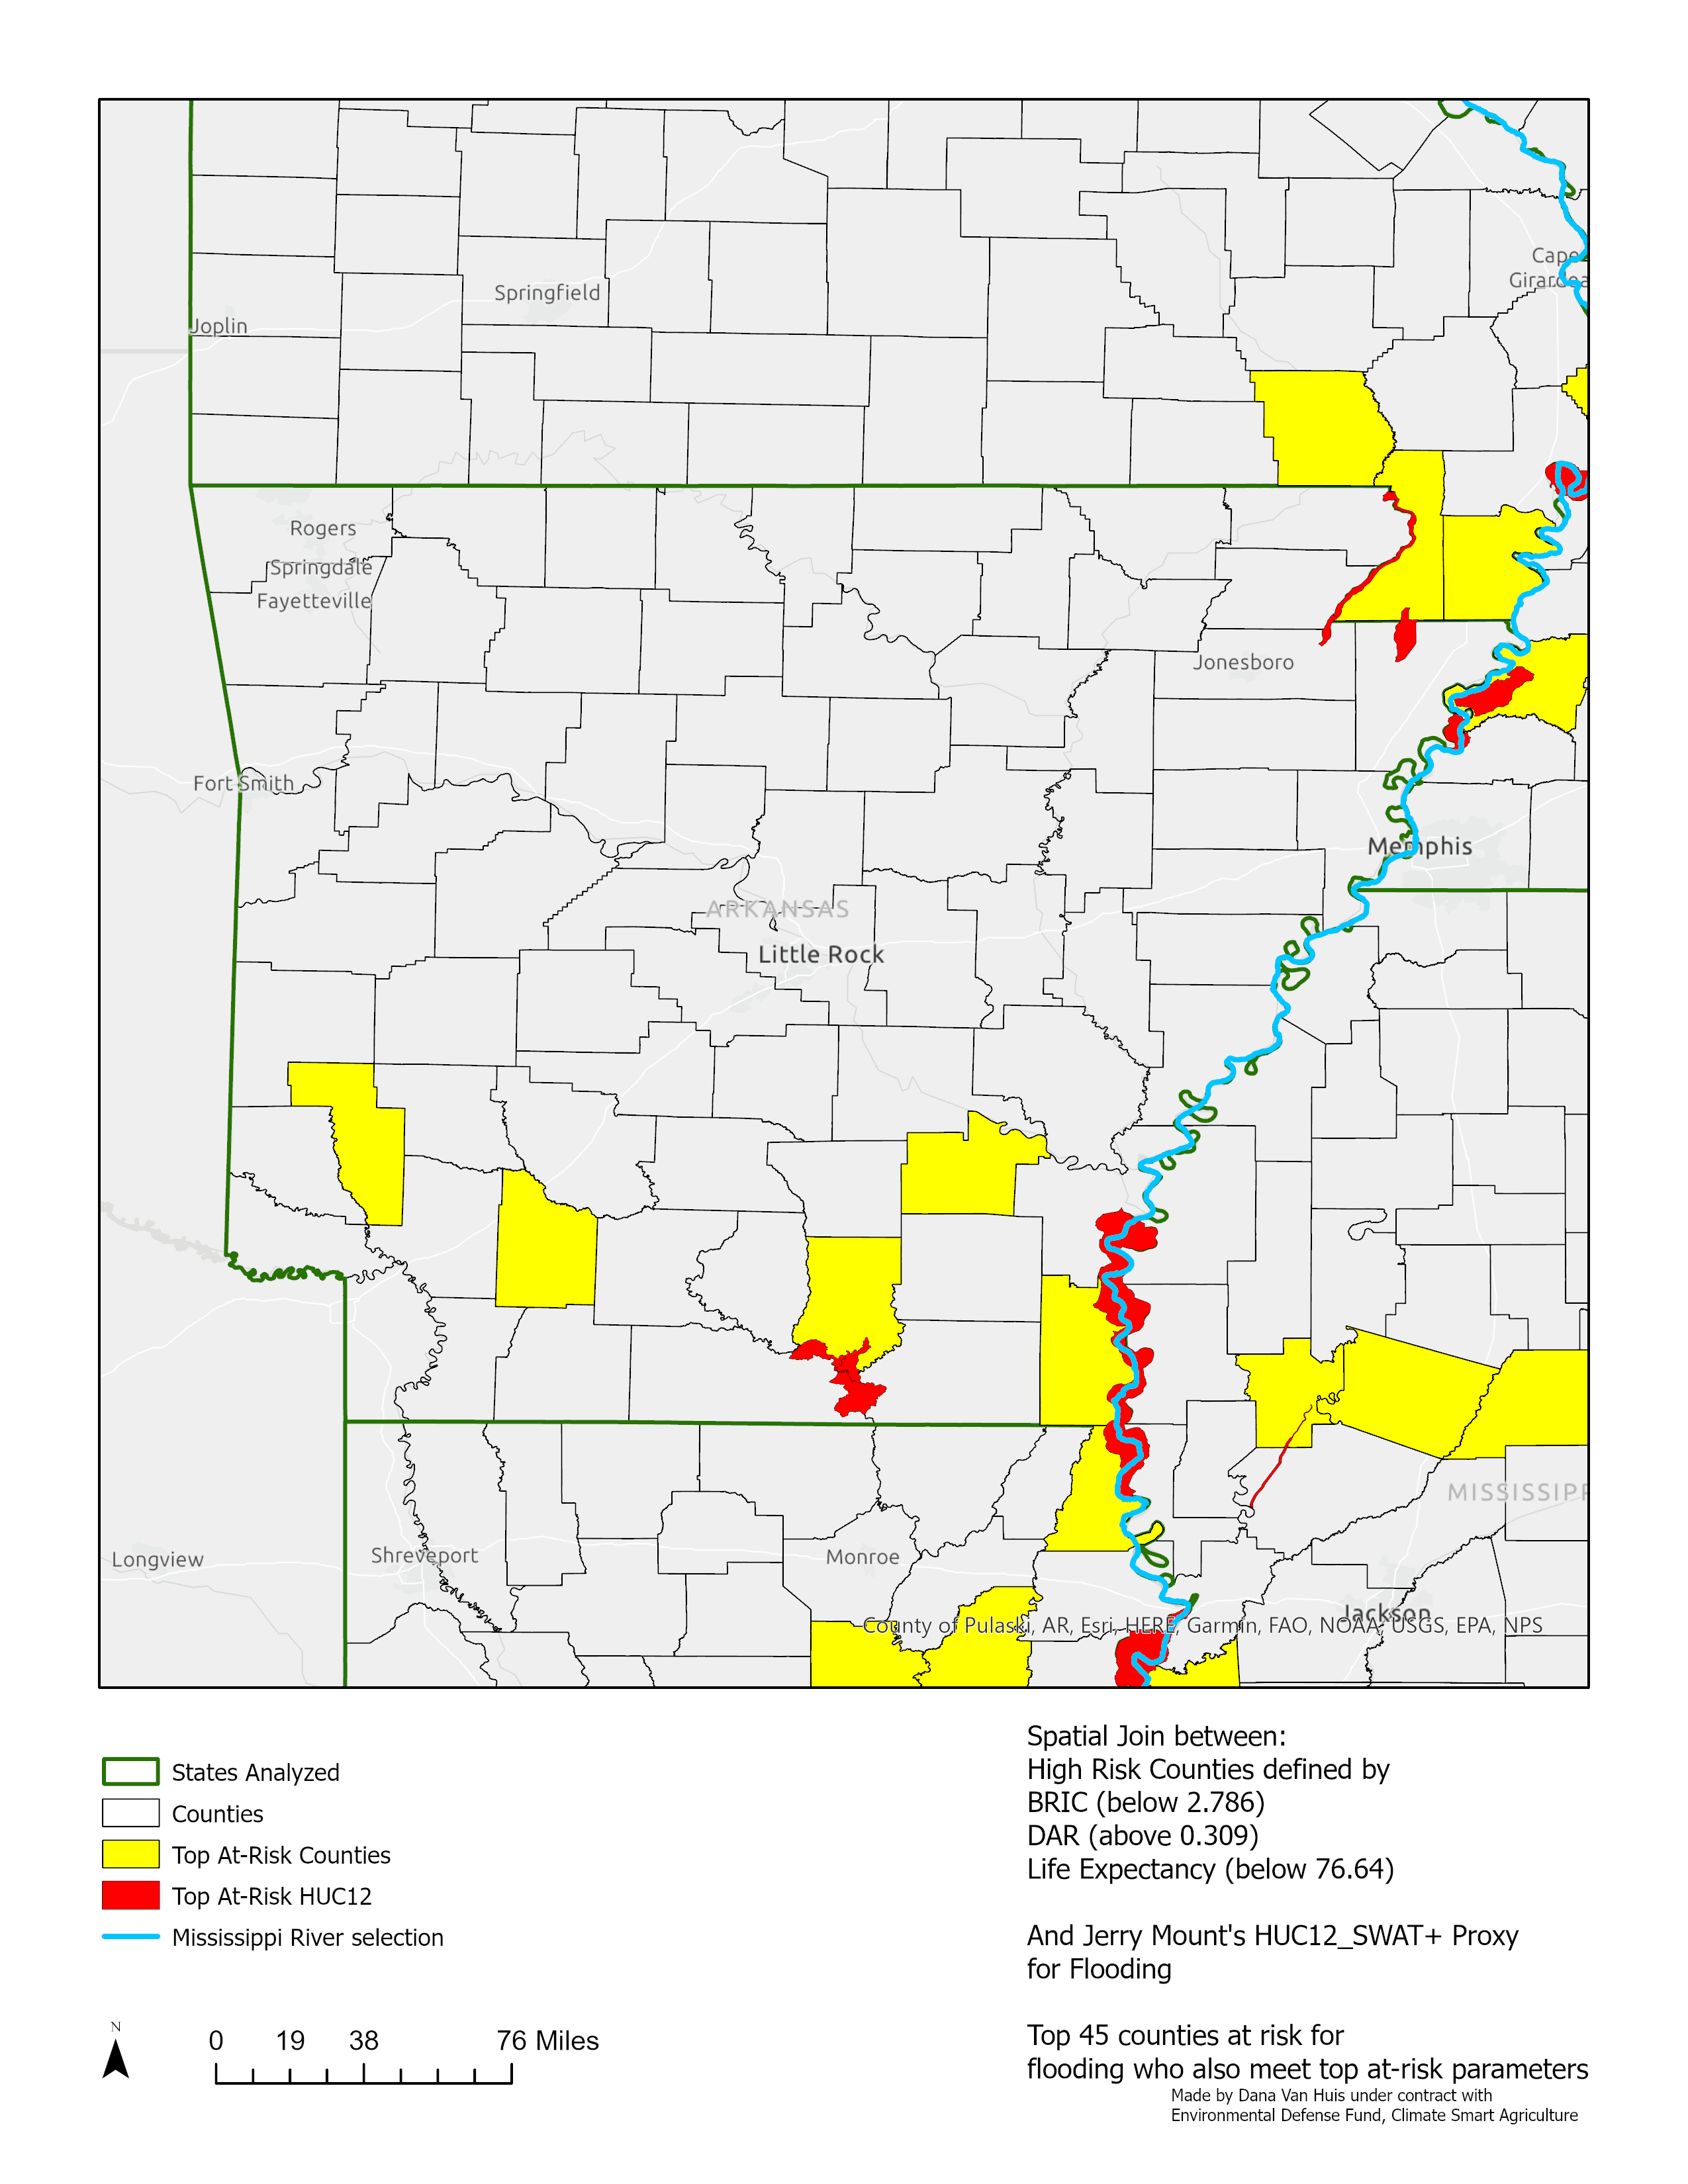 Cape
Girardea
Springfield
Joplin
Rogers
Springdale
Fayetteville
Jonesboro
Fort Smith
Memphis
ARKANSAS
Little Rock
MISSISSIPP
Longview
Shreveport
Monroe
Jackson
County of Pulaski, AR, Esri, HERE, Garmin, FAO, NOAA, USGS, EPA, NPS
States Analyzed
Counties
Top At-Risk Counties
Top At-Risk HUC12
Mississippi River selection
N
0 19 38 76 Miles
Spatial Join between:
High Risk Counties defined by
BRIC (below 2.786)
DAR (above 0.309)
Life Expectancy (below 76.64)
And Jerry Mount's HUC12_SWAT+ Proxy
for Flooding
Top 45 counties at risk for
flooding who also meet top at-risk parameters
Made by Dana Van Huis under contract with
Environmental Defense Fund, Climate Smart Agriculture